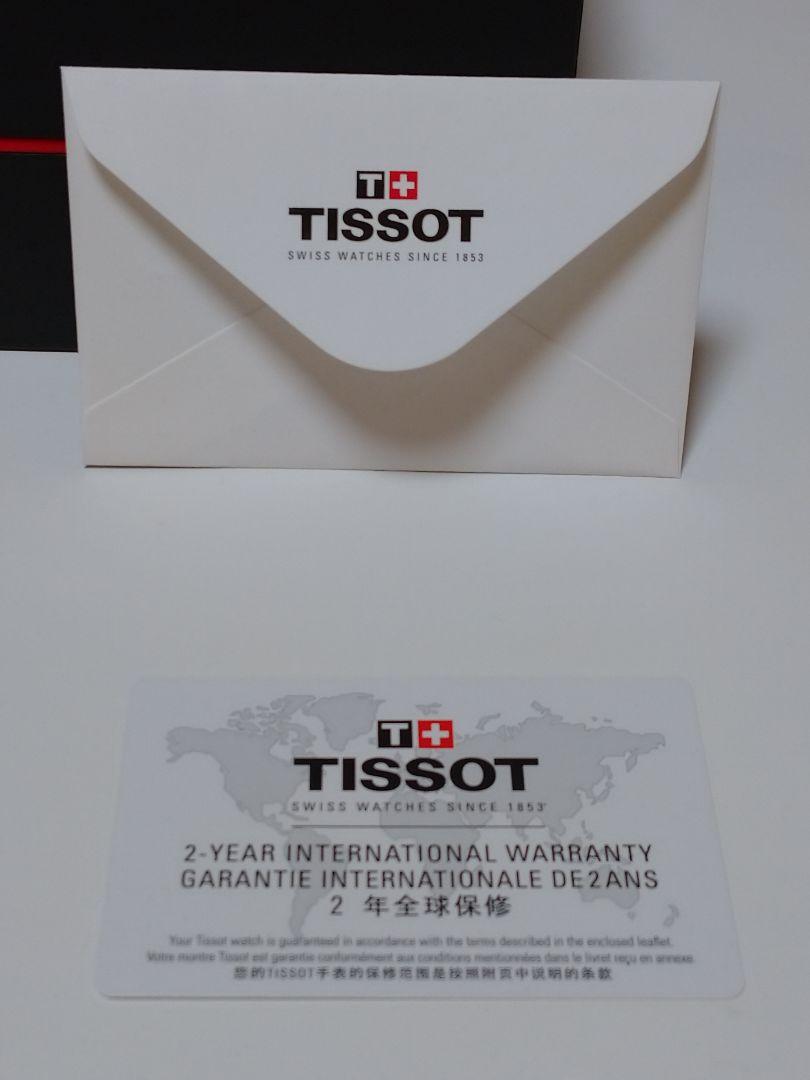 T+
TISSOT
SWISS WATCHES SINCE 1853
T+
TISSOT
SWISS WATCHES SINCE 1853
2-YEAR INTERNATIONAL WARRANTY
GARANTIE INTERNATIONALE DE 2 ANS
2 年全球保修
Your Tissot watch is guaranteed in accordance with the terms described in the enclosed leaflet.
Votre montre Tissot est garantie conformément aux conditions mentionnées dans le livret reçu en annexe.
您的TISSOT手表的保修范围是按照附页中说明的条款